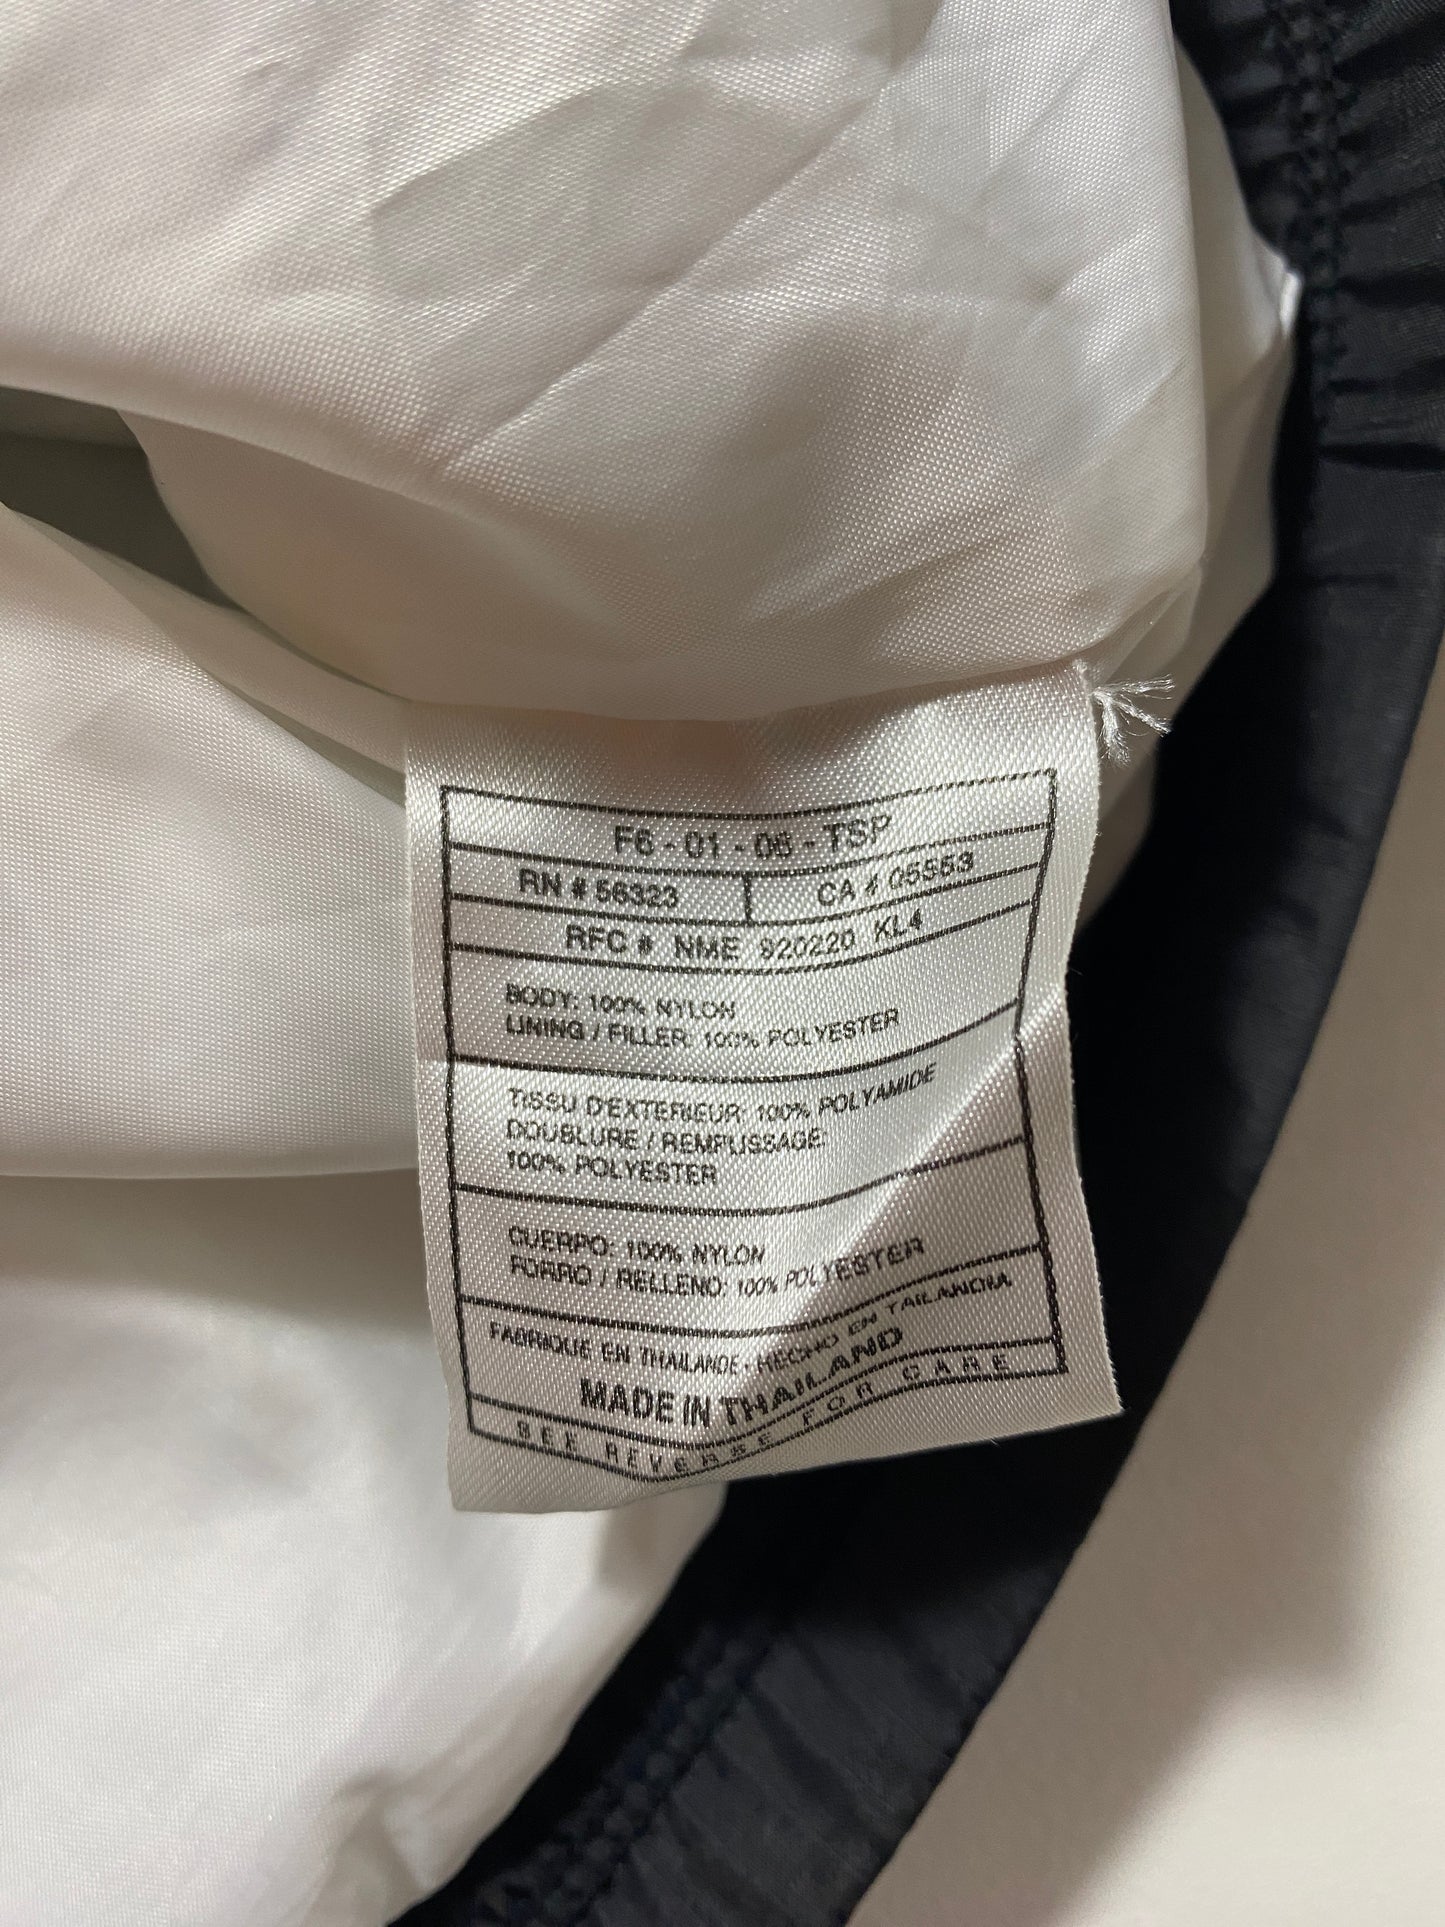 F6 - 01 - 06 - TSP
RN # 56323 CA # 05553
RFC # NME 920220 KL4
BODY: 100% NYLON
LINING / FILLER: 100% POLYESTER
TISSU D'EXTERIEUR: 100% POLYAMIDE
DOUBLURE / REMPLISSAGE:
100% POLYESTER
CUERPO: 100% NYLON
FORRO / RELLENO: 100% POLYESTER
FABRIQUE EN THAILANDE • HECHO EN TAILANDIA
MADE IN THAILAND
SEE REVERSE FOR CARE